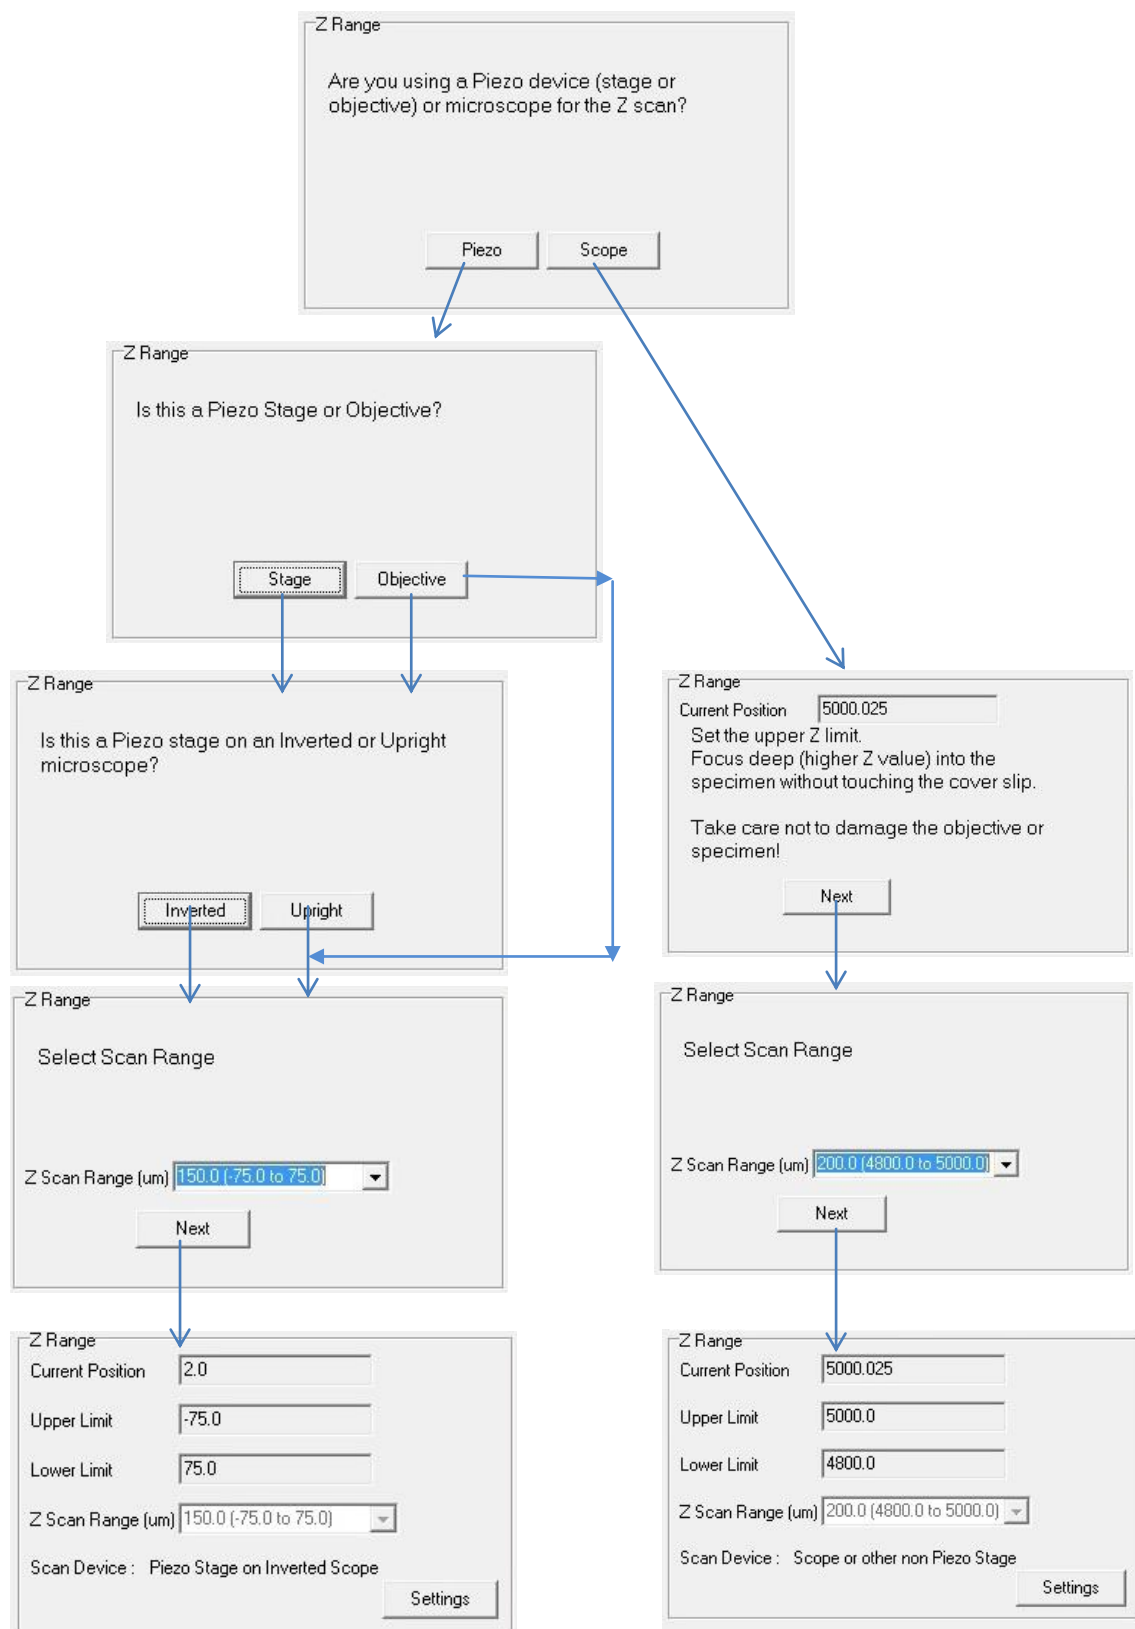 Z Range
Are you using a Piezo device (stage or
objective) or microscope for the Z scan?
Piezo
Scope
Z Range
Is this a Piezo Stage or Objective?
Stage
Objective
Z Range
Is this a Piezo stage on an Inverted or Upright
microscope?
Inverted
Upright
Z Range
Current Position 5000.025
Set the upper Z limit.
Focus deep (higher Z value) into the
specimen without touching the cover slip.
Take care not to damage the objective or
specimen!
Next
Z Range
Select Scan Range
Z Scan Range (um) 150.0 (-75.0 to 75.0)
Next
Z Range
Select Scan Range
Z Scan Range (um) 200.0 (4800.0 to 5000.0)
Next
Z Range
Current Position 2.0
Upper Limit -75.0
Lower Limit 75.0
Z Scan Range (um) 150.0 (-75.0 to 75.0)
Scan Device : Piezo Stage on Inverted Scope
Settings
Z Range
Current Position 5000.025
Upper Limit 5000.0
Lower Limit 4800.0
Z Scan Range (um) 200.0 (4800.0 to 5000.0)
Scan Device : Scope or other non Piezo Stage
Settings